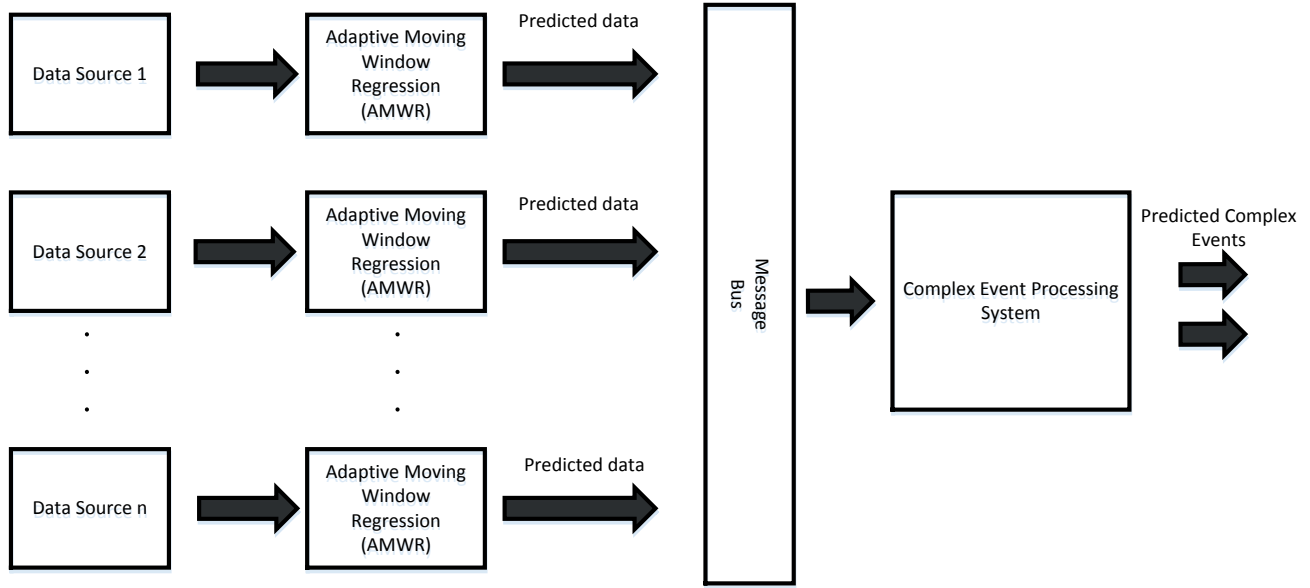 Data Source 1
Adaptive Moving
Window
Regression
(AMWR)
Predicted data
Data Source 2
Adaptive Moving
Window
Regression
(AMWR)
Predicted data
.
.
.
.
.
.
Data Source n
Adaptive Moving
Window
Regression
(AMWR)
Predicted data
Message
Bus
Complex Event Processing
System
Predicted Complex
Events